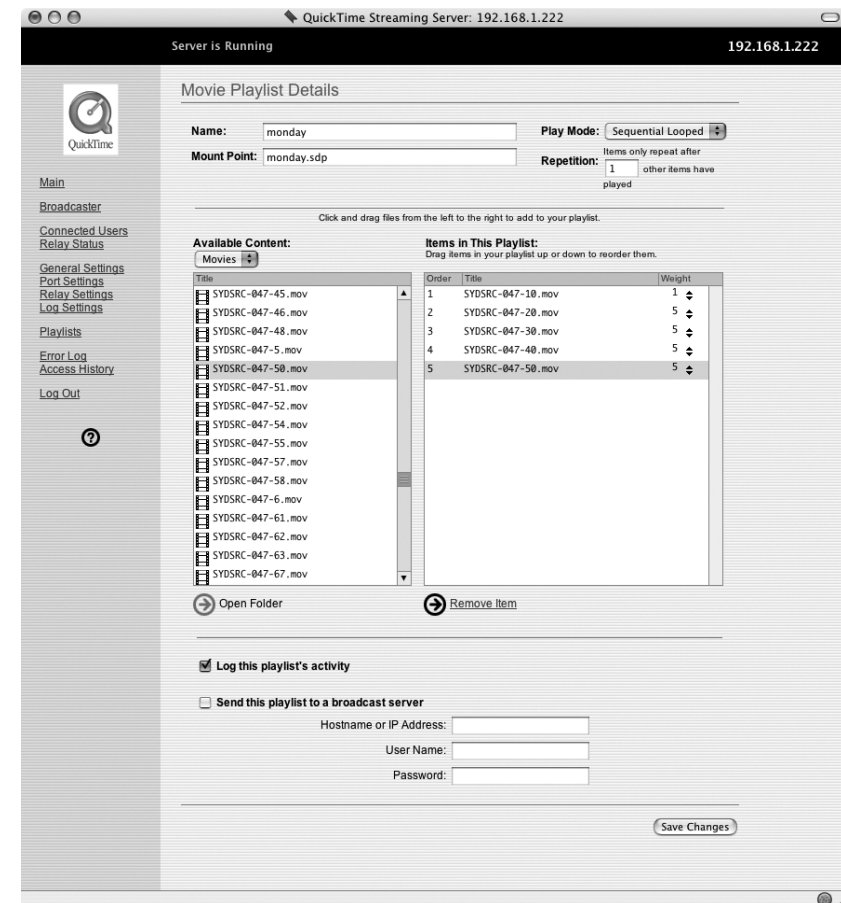 QuickTime Streaming Server: 192.168.1.222
Server is Running
192.168.1.222
QuickTime
Main
Broadcaster
Connected Users
Relay Status
General Settings
Port Settings
Relay Settings
Log Settings
Playlists
Error Log
Access History
Log Out
?
Movie Playlist Details
Name: monday
Play Mode: Sequential Looped
Mount Point: monday.sdp
Repetition: Items only repeat after 1 other items have played
Click and drag files from the left to the right to add to your playlist.
Available Content:
Movies
Title
SYDSRC-047-45.mov
SYDSRC-047-46.mov
SYDSRC-047-48.mov
SYDSRC-047-5.mov
SYDSRC-047-50.mov
SYDSRC-047-51.mov
SYDSRC-047-52.mov
SYDSRC-047-54.mov
SYDSRC-047-55.mov
SYDSRC-047-57.mov
SYDSRC-047-58.mov
SYDSRC-047-6.mov
SYDSRC-047-61.mov
SYDSRC-047-62.mov
SYDSRC-047-63.mov
SYDSRC-047-67.mov
Open Folder
Items in This Playlist:
Drag items in your playlist up or down to reorder them.
Order Title Weight
1 SYDSRC-047-10.mov 1
2 SYDSRC-047-20.mov 5
3 SYDSRC-047-30.mov 5
4 SYDSRC-047-40.mov 5
5 SYDSRC-047-50.mov 5
Remove Item
Log this playlist's activity
Send this playlist to a broadcast server
Hostname or IP Address:
User Name:
Password:
Save Changes